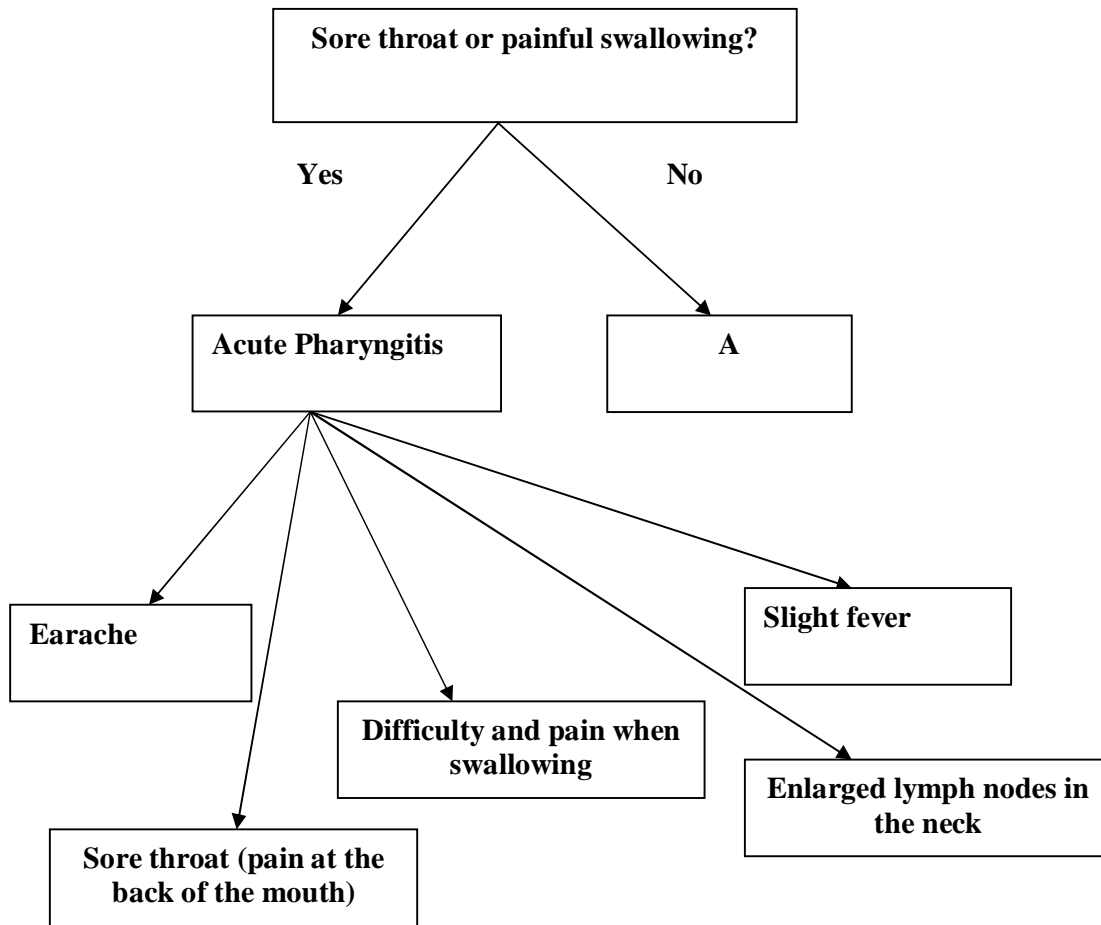 Sore throat or painful swallowing?
Yes
No
Acute Pharyngitis
A
Earache
Slight fever
Difficulty and pain when
swallowing
Enlarged lymph nodes in
the neck
Sore throat (pain at the
back of the mouth)